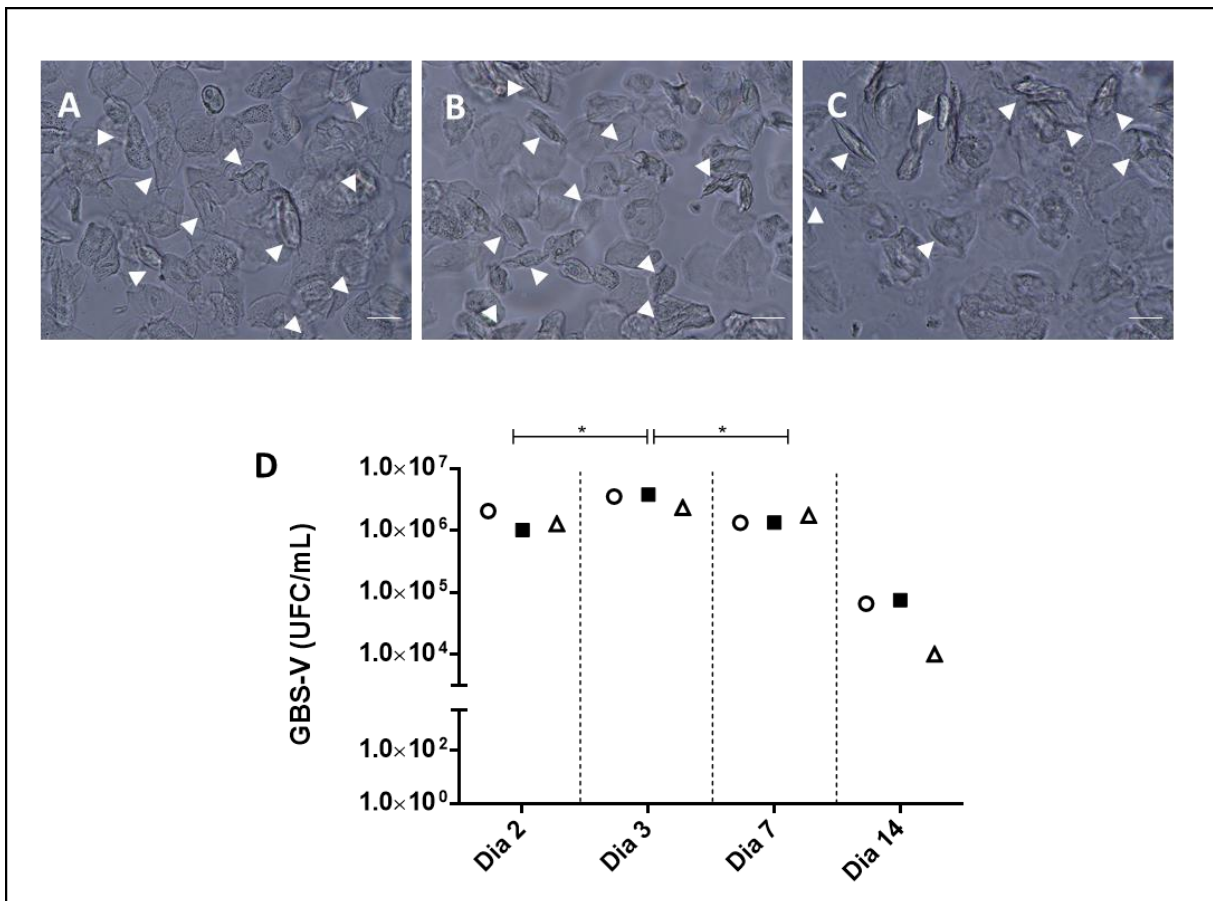 A
B
C
D
* *
1.0×10⁷
1.0×10⁶
1.0×10⁵
1.0×10⁴
1.0×10²
1.0×10⁰
GBS-V (UFC/mL)
Dia 2
Dia 3
Dia 7
Dia 14